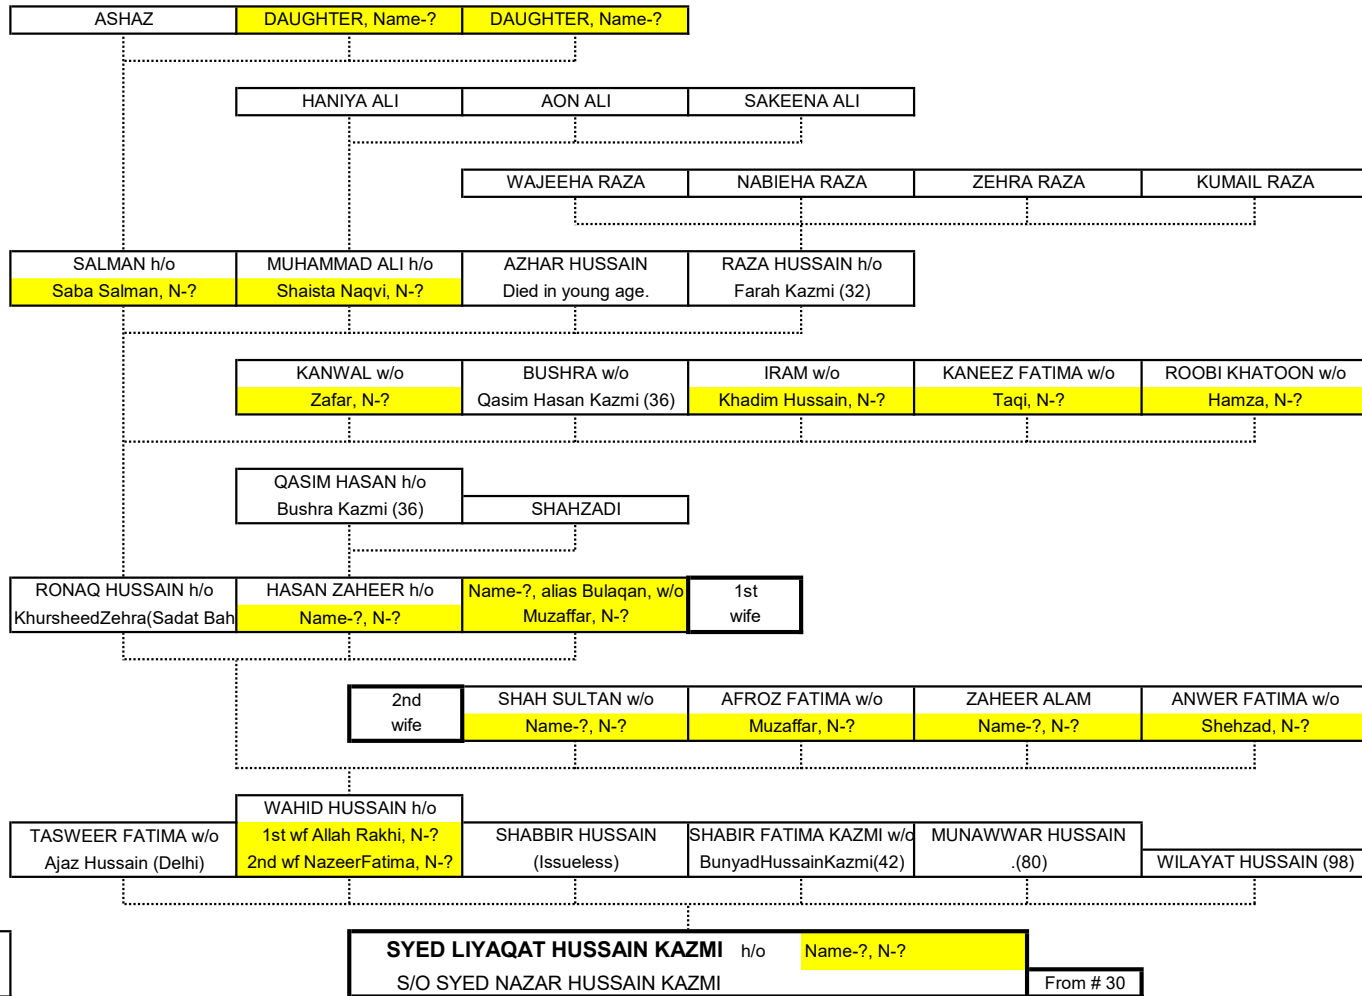 ASHAZ DAUGHTER, Name-? DAUGHTER, Name-?
HANIYA ALI AON ALI SAKEENA ALI
WAJEEHA RAZA NABIEHA RAZA ZEHRA RAZA KUMAIL RAZA
SALMAN h/o MUHAMMAD ALI h/o AZHAR HUSSAIN RAZA HUSSAIN h/o
Saba Salman, N-? Shaista Naqvi, N-? Died in young age. Farah Kazmi (32)
KANWAL w/o BUSHRA w/o IRAM w/o KANEEZ FATIMA w/o ROOBI KHATOON w/o
Zafar, N-? Qasim Hasan Kazmi (36) Khadim Hussain, N-? Taqi, N-? Hamza, N-?
QASIM HASAN h/o
Bushra Kazmi (36) SHAHZADI
RONAQ HUSSAIN h/o HASAN ZAHEER h/o Name-?, alias Bulaqan, w/o 1st
KhursheedZehra(Sadat Bah Name-?, N-? Muzaffar, N-? wife
2nd SHAH SULTAN w/o AFROZ FATIMA w/o ZAHEER ALAM ANWER FATIMA w/o
wife Name-?, N-? Muzaffar, N-? Name-?, N-? Shehzad, N-?
WAHID HUSSAIN h/o
TASWEER FATIMA w/o 1st wf Allah Rakhi, N-? SHABBIR HUSSAIN SHABIR FATIMA KAZMI w/o MUNAWWAR HUSSAIN
Ajaz Hussain (Delhi) 2nd wf NazeerFatima, N-? (Issueless) BunyadHussainKazmi(42) .(80) WILAYAT HUSSAIN (98)
SYED LIYAQAT HUSSAIN KAZMI h/o Name-?, N-?
S/O SYED NAZAR HUSSAIN KAZMI From # 30